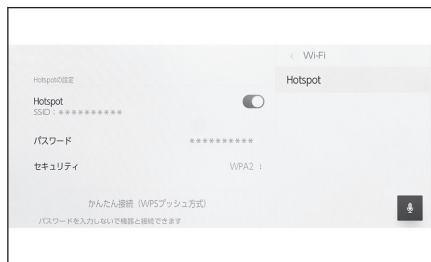 Wi-Fi
Hotspot
Hotspotの設定
Hotspot
SSID：**********
パスワード
**********
セキュリティ
WPA2
かんたん接続（WPSプッシュ方式）
パスワードを入力しないで機器と接続できます